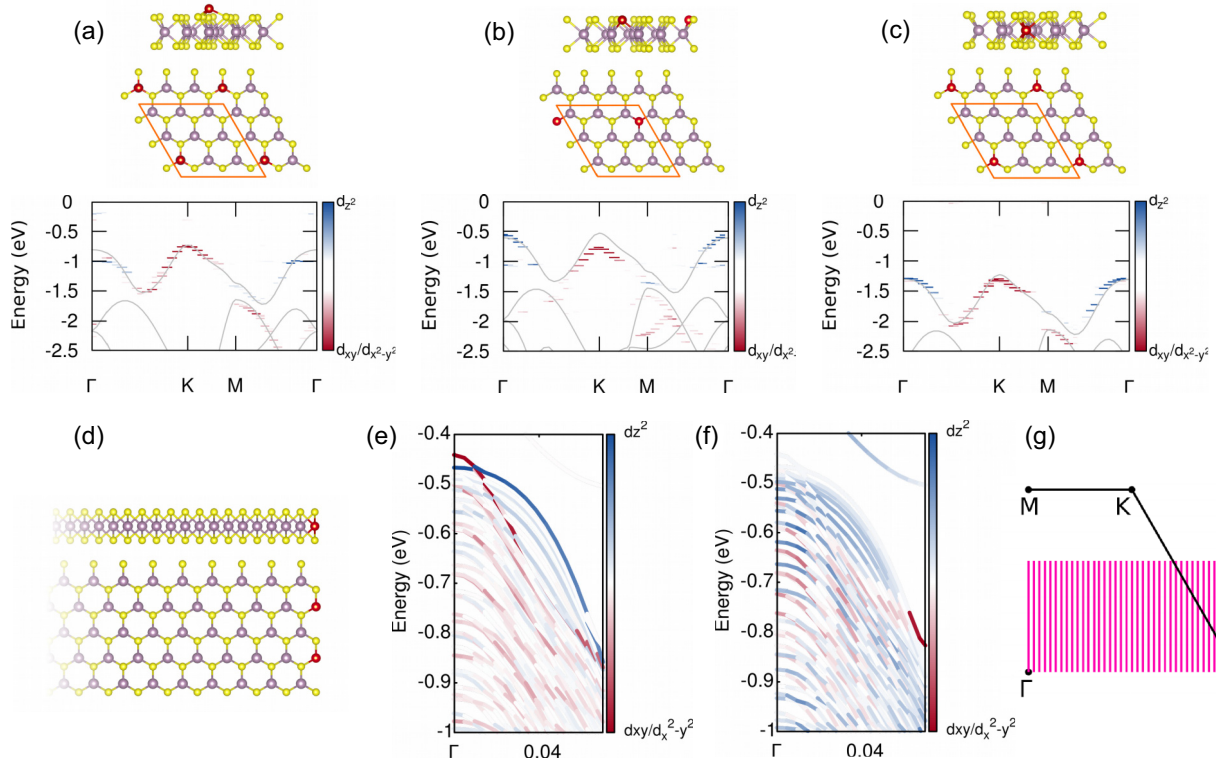 (a)
(b)
(c)
0
-0.5
-1
-1.5
-2
-2.5
Energy (eV)
Γ
K
M
Γ
dz²
dxy/dx²-y²
0
-0.5
-1
-1.5
-2
-2.5
Energy (eV)
Γ
K
M
Γ
dz²
dxy/dx²-
0
-0.5
-1
-1.5
-2
-2.5
Energy (eV)
Γ
K
M
Γ
dz²
dxy/dx²-y²
(d)
(e)
-0.4
-0.5
-0.6
-0.7
-0.8
-0.9
-1
Energy (eV)
Γ
0.04
dz²
dxy/dx²-y²
(f)
-0.4
-0.5
-0.6
-0.7
-0.8
-0.9
-1
Energy (eV)
Γ
0.04
dz²
dxy/dx²-y²
(g)
M
K
Γ